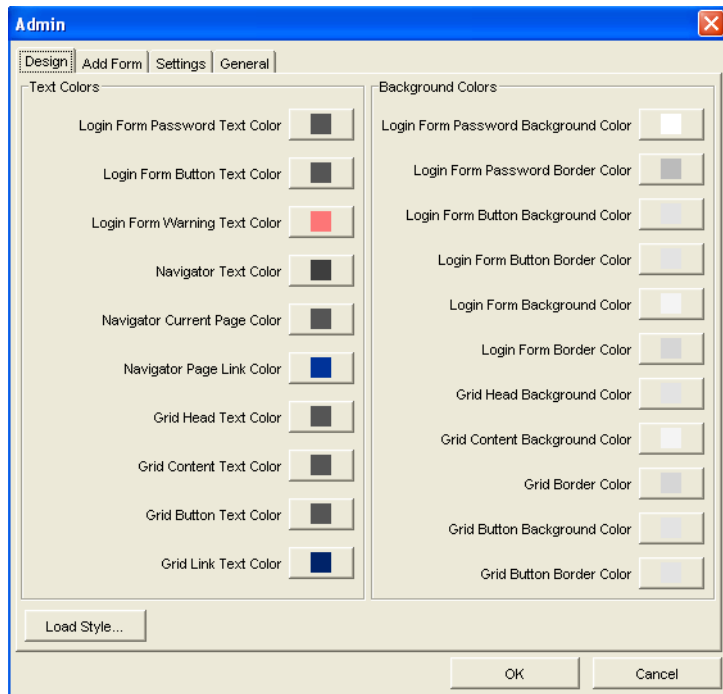 Admin
Design Add Form Settings General
Text Colors
Login Form Password Text Color
Login Form Button Text Color
Login Form Warning Text Color
Navigator Text Color
Navigator Current Page Color
Navigator Page Link Color
Grid Head Text Color
Grid Content Text Color
Grid Button Text Color
Grid Link Text Color
Background Colors
Login Form Password Background Color
Login Form Password Border Color
Login Form Button Background Color
Login Form Button Border Color
Login Form Background Color
Login Form Border Color
Grid Head Background Color
Grid Content Background Color
Grid Border Color
Grid Button Background Color
Grid Button Border Color
Load Style...
OK Cancel